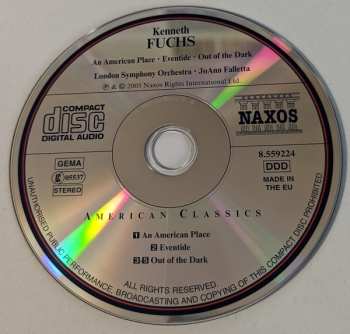 Kenneth
FUCHS
An American Place · Eventide · Out of the Dark
London Symphony Orchestra · JoAnn Falletta
℗ & © 2005 Naxos Rights International Ltd.
COMPACT
disc
DIGITAL AUDIO
NAXOS
GEMA
LC 05537
STEREO
8.559224
DDD
MADE IN
THE EU
AMERICAN CLASSICS
1 An American Place
2 Eventide
3-5 Out of the Dark
ALL RIGHTS RESERVED.
UNAUTHORISED PUBLIC PERFORMANCE, BROADCASTING AND COPYING OF THIS COMPACT DISC PROHIBITED